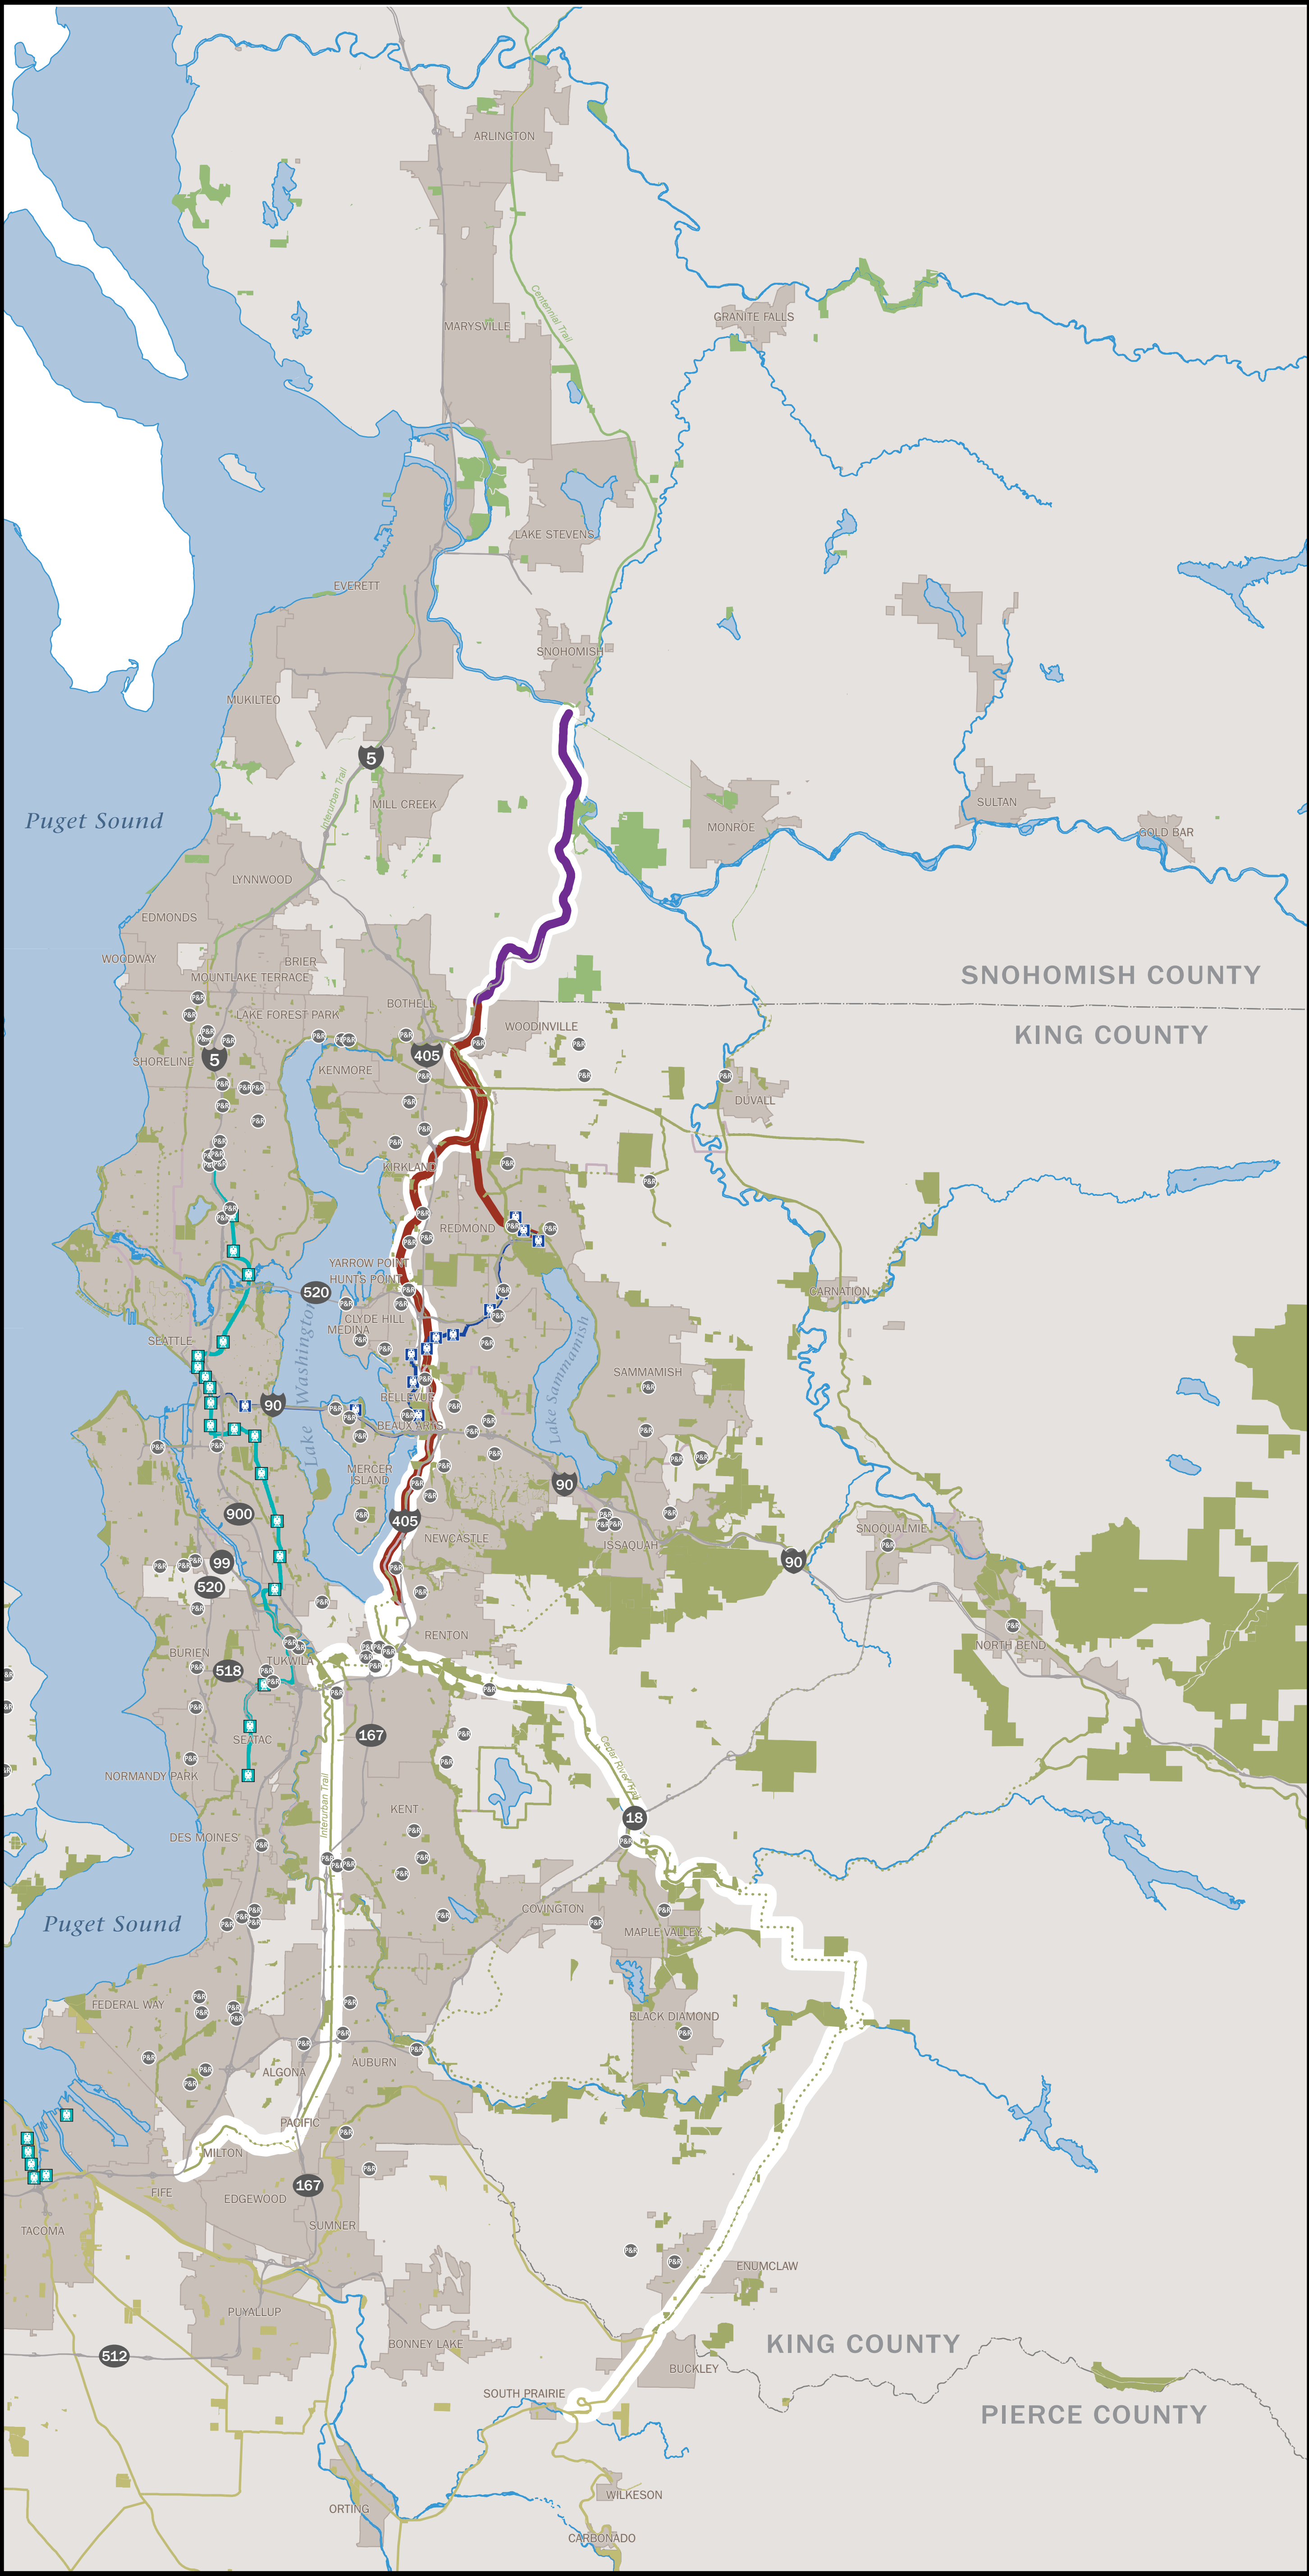 ARLINGTON
Centennial Trail
GRANITE FALLS
MARYSVILLE
LAKE STEVENS
EVERETT
SNOHOMISH
MUKILTEO
5
Interurban Trail
MILL CREEK
SULTAN
Puget Sound
MONROE
GOLD BAR
LYNNWOOD
EDMONDS
WOODWAY
BRIER
MOUNTLAKE TERRACE
SNOHOMISH COUNTY
P&R
BOTHELL
LAKE FOREST PARK
WOODINVILLE
KING COUNTY
SHORELINE
5
405
KENMORE
DUVALL
KIRKLAND
REDMOND
YARROW POINT
HUNTS POINT
520
CARNATION
CLYDE HILL
MEDINA
SEATTLE
Lake Washington
Lake Sammamish
SAMMAMISH
BELLEVUE
90
BEAUX ARTS
MERCER
ISLAND
90
900
405
NEWCASTLE
ISSAQUAH
SNOQUALMIE
90
99
520
RENTON
NORTH BEND
BURIEN
TUKWILA
518
167
SEATAC
Cedar River Trail
NORMANDY PARK
Interurban Trail
KENT
18
DES MOINES
COVINGTON
Puget Sound
MAPLE VALLEY
FEDERAL WAY
BLACK DIAMOND
AUBURN
ALGONA
PACIFIC
MILTON
167
FIFE
EDGEWOOD
TACOMA
SUMNER
ENUMCLAW
PUYALLUP
BONNEY LAKE
KING COUNTY
512
BUCKLEY
SOUTH PRAIRIE
PIERCE COUNTY
WILKESON
ORTING
CARBONADO